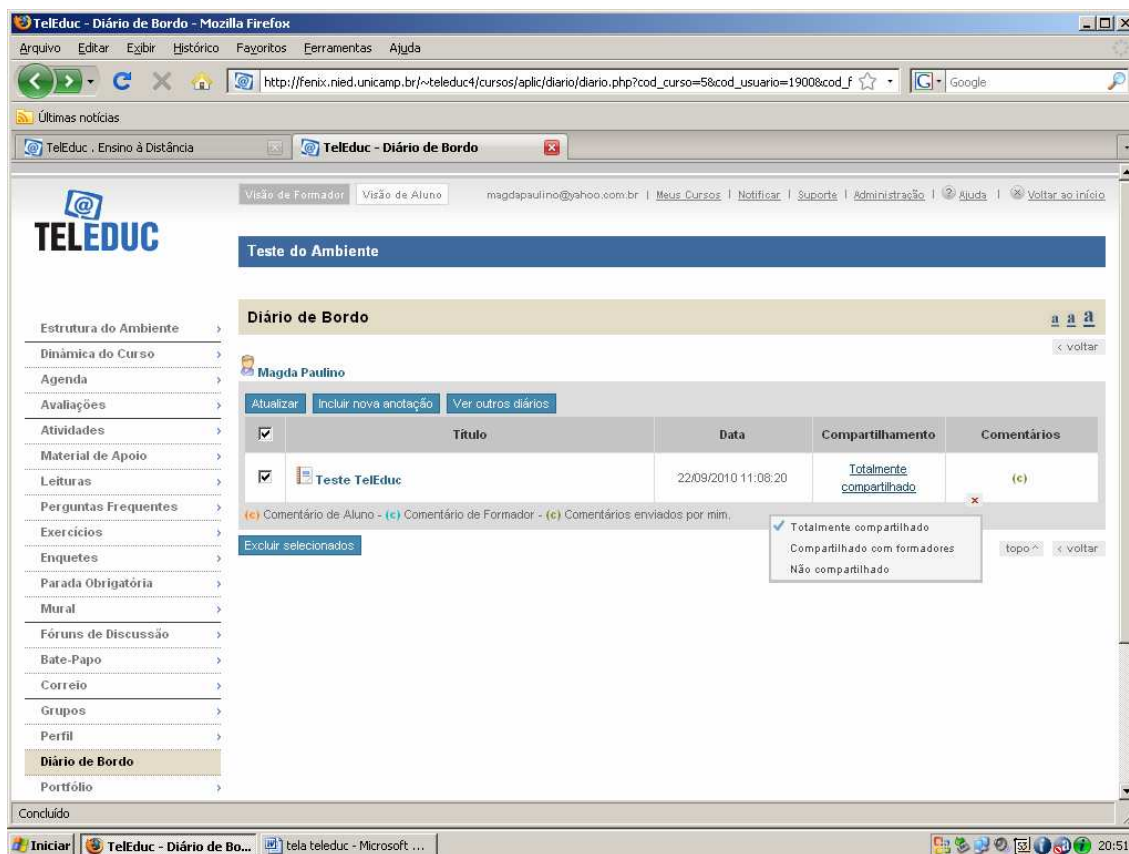 TelEduc - Diário de Bordo - Mozilla Firefox
Arquivo Editar Exibir Histórico Favoritos Ferramentas Ajuda
http://fenix.nied.unicamp.br/~teleduc4/cursos/aplic/diario/diario.php?cod_curso=5&cod_usuario=1900&cod_f
G Google
Últimas notícias
TelEduc . Ensino à Distância
TelEduc - Diário de Bordo
Visão de Formador Visão de Aluno magdapaulino@yahoo.com.br | Meus Cursos | Notificar | Suporte | Administração | Ajuda | Voltar ao início
TELEDUC
Teste do Ambiente
Diário de Bordo a a a
‹ voltar
Magda Paulino
Atualizar Incluir nova anotação Ver outros diários
Título Data Compartilhamento Comentários
Teste TelEduc 22/09/2010 11:08:20 Totalmente compartilhado (c)
(c) Comentário de Aluno - (c) Comentário de Formador - (c) Comentários enviados por mim.
Totalmente compartilhado
Compartilhado com formadores
Não compartilhado
Excluir selecionados
topo ^ ‹ voltar
Estrutura do Ambiente ›
Dinâmica do Curso ›
Agenda ›
Avaliações ›
Atividades ›
Material de Apoio ›
Leituras ›
Perguntas Frequentes ›
Exercícios ›
Enquetes ›
Parada Obrigatória ›
Mural ›
Fóruns de Discussão ›
Bate-Papo ›
Correio ›
Grupos ›
Perfil ›
Diário de Bordo
Portfólio ›
Concluído
Iniciar TelEduc - Diário de Bo... tela teleduc - Microsoft ... 20:51